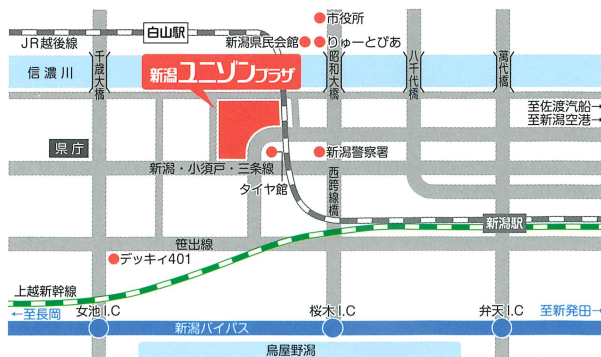 市役所
白山駅
JR越後線
新潟県民会館
りゅーとぴあ
信濃川
千歳大橋
昭和大橋
八千代橋
萬代橋
新潟ユニゾンプラザ
至佐渡汽船→
至新潟空港→
県庁
新潟警察署
新潟・小須戸・三条線
タイヤ館
西跨線橋
新潟駅
笹出線
デッキィ401
上越新幹線
←至長岡
女池I.C
桜木I.C
弁天I.C
至新発田→
新潟バイパス
鳥屋野潟